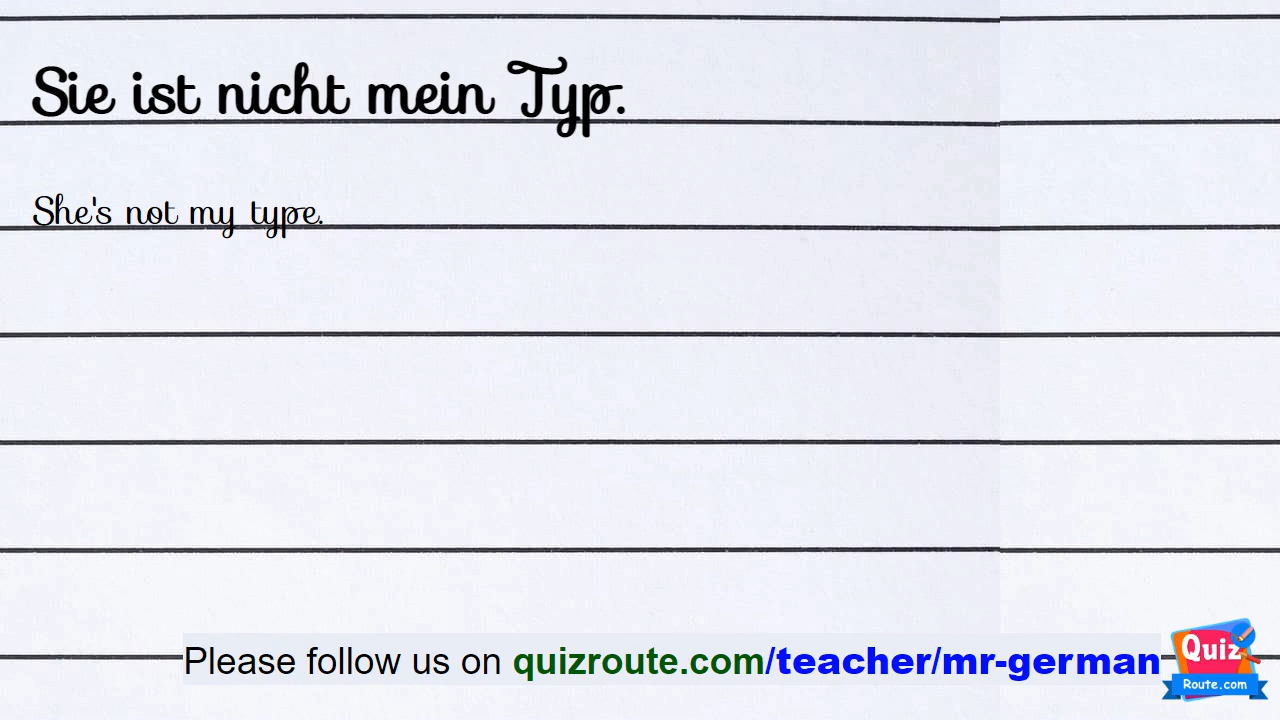 Sie ist nicht mein Typ.
She's not my type.
Please follow us on quizroute.com/teacher/mr-german
Quiz
Route.com